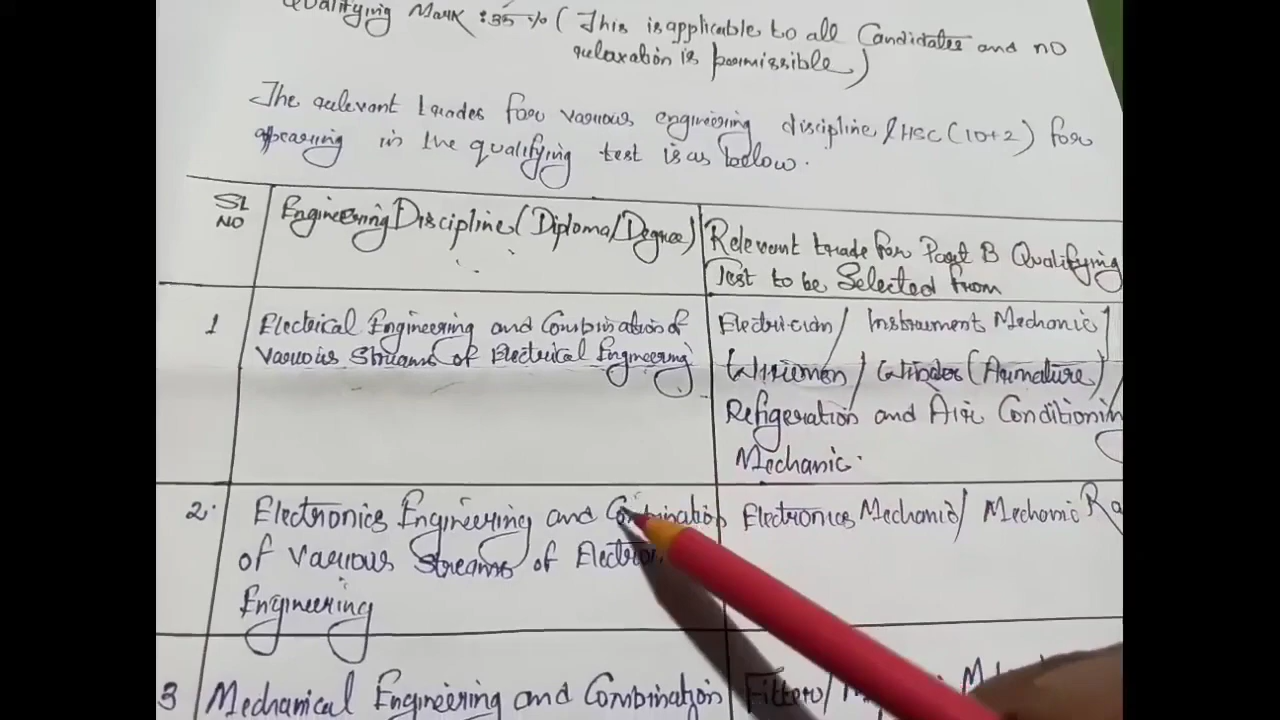 Qualifying Mark : 35 % ( This is applicable to all Candidates and no
relaxation is permissible )
The relevent trades for various engineering discipline / HSC (10+2) for
appearing in the qualifying test is as below.
SL NO
Engineering Discipline ( Diploma / Degree )
Relevent trade for Part B Qualifying
Test to be Selected from
1
Electrical Engineering and Combination of
Various Streams of Electrical Engineering
Electrician / Instrument Mechanic /
Wiremen / Winder (Armature) /
Refigeration and Air Conditioning
Mechanic.
2.
Electronics Engineering and Combination
of Various Streams of
Engineering
Electronics Mechanic / Mechanic
3
Mechanical Engineering and Combination
Fitter /